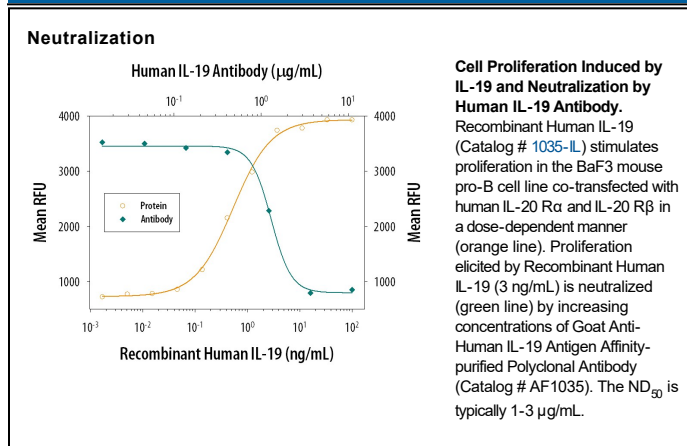 Neutralization
Human IL-19 Antibody (µg/mL)
10-1 100 101
4000 4000
3000 3000
2000 2000
1000 1000
Mean RFU
Mean RFU
Protein
Antibody
10-3 10-2 10-1 100 101 102
Recombinant Human IL-19 (ng/mL)
Cell Proliferation Induced by
IL-19 and Neutralization by
Human IL-19 Antibody.
Recombinant Human IL-19
(Catalog # 1035-IL) stimulates
proliferation in the BaF3 mouse
pro-B cell line co-transfected with
human IL-20 Rα and IL-20 Rβ in
a dose-dependent manner
(orange line). Proliferation
elicited by Recombinant Human
IL-19 (3 ng/mL) is neutralized
(green line) by increasing
concentrations of Goat Anti-
Human IL-19 Antigen Affinity-
purified Polyclonal Antibody
(Catalog # AF1035). The ND50 is
typically 1-3 µg/mL.